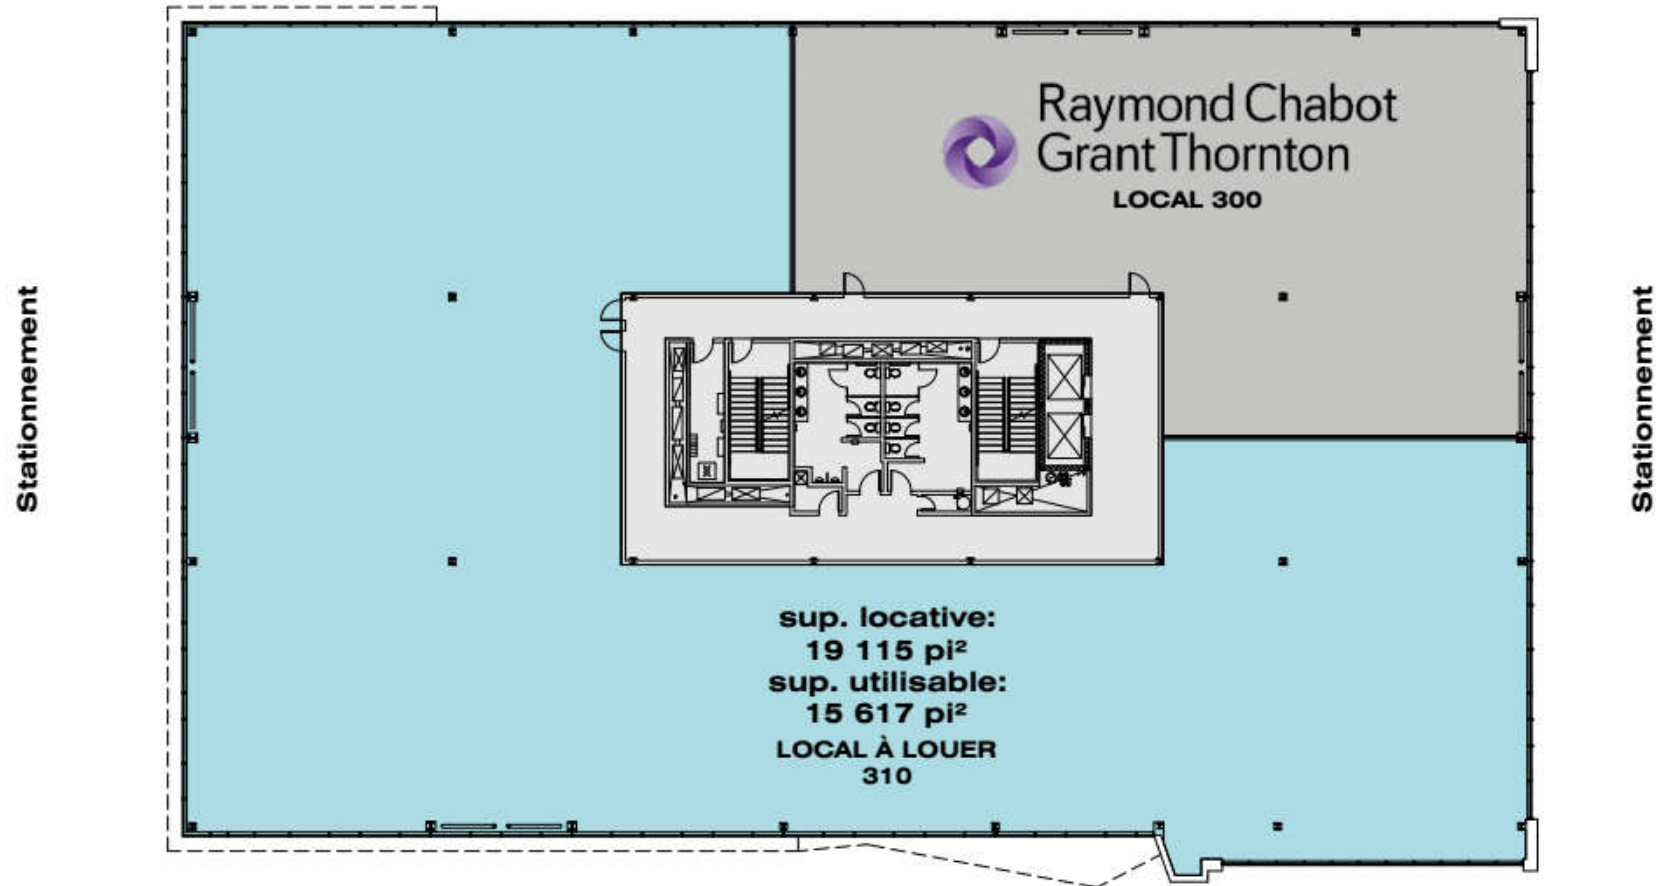 Raymond Chabot
Grant Thornton
LOCAL 300
Stationnement
Stationnement
sup. locative:
19 115 pi²
sup. utilisable:
15 617 pi²
LOCAL À LOUER
310